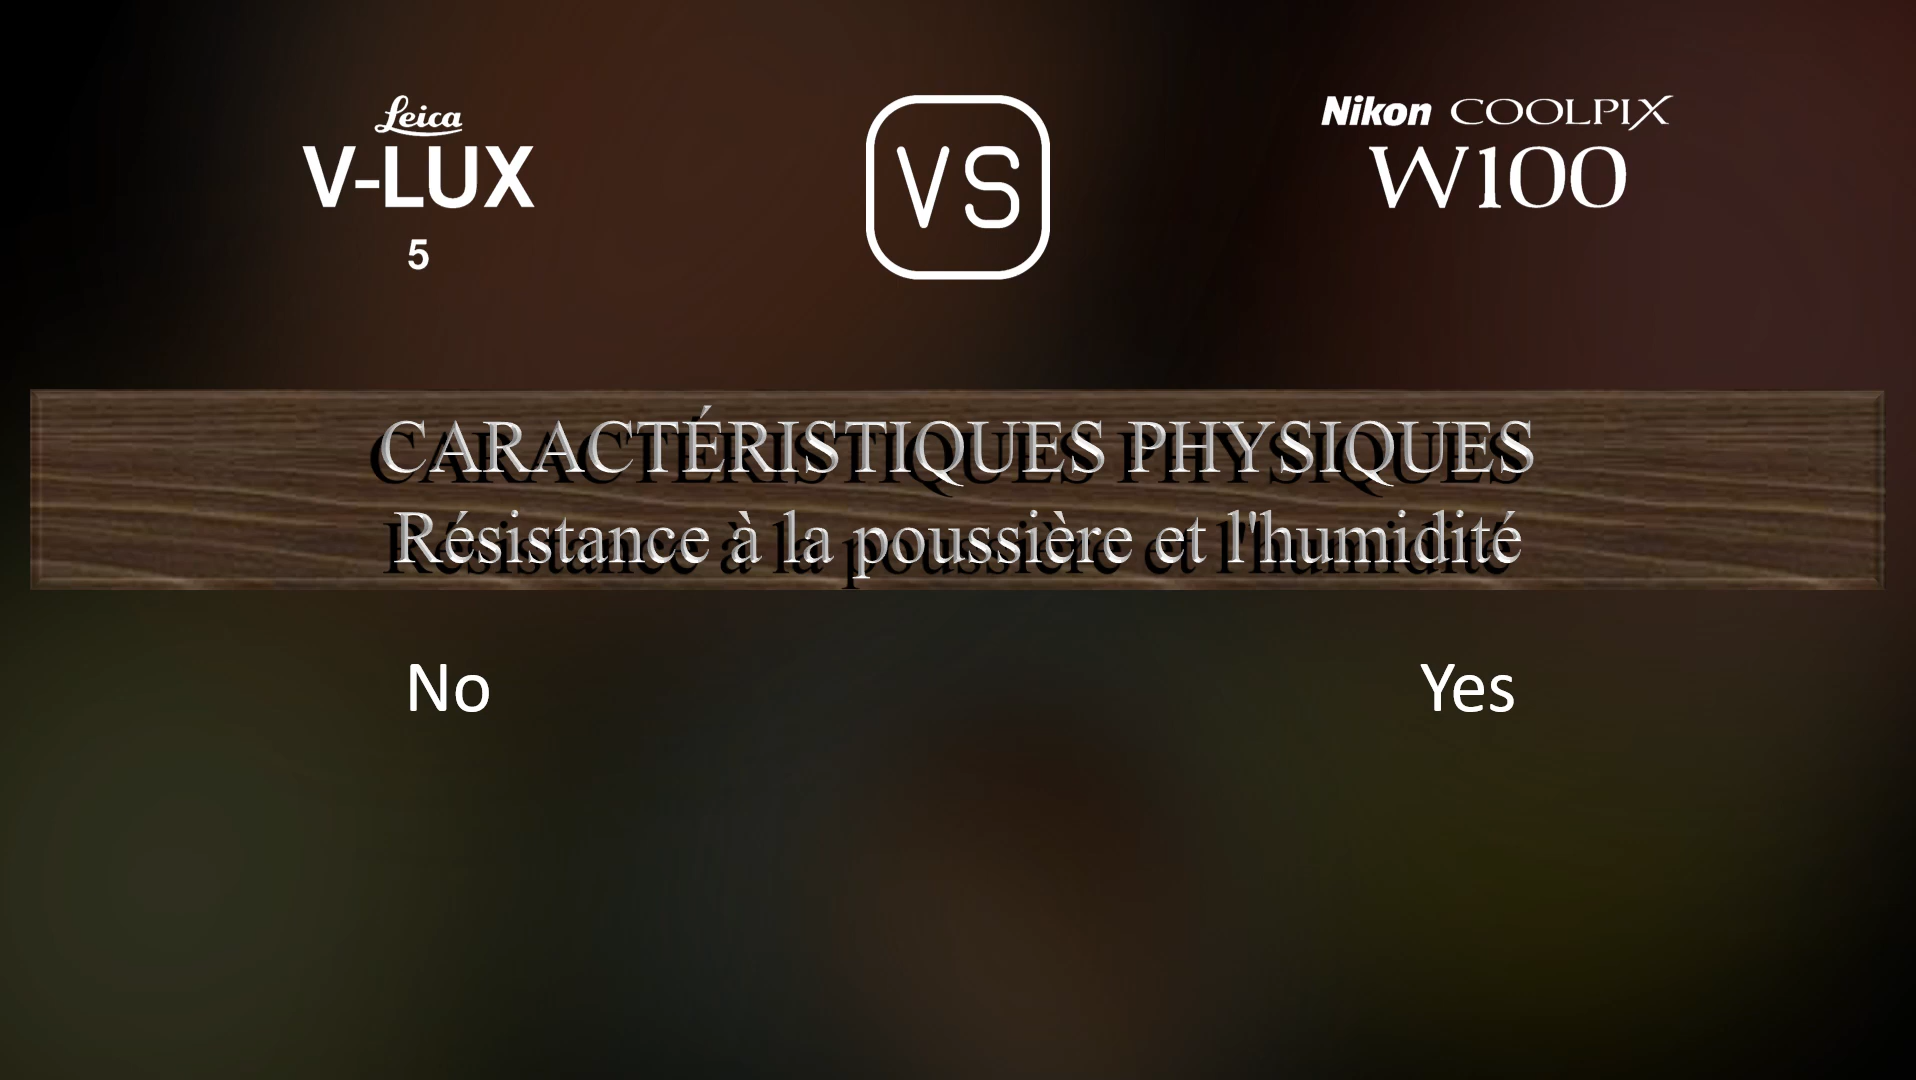 Leica
V-LUX
5
VS
Nikon COOLPIX
W100
CARACTÉRISTIQUES PHYSIQUES
Résistance à la poussière et l'humidité
No
Yes